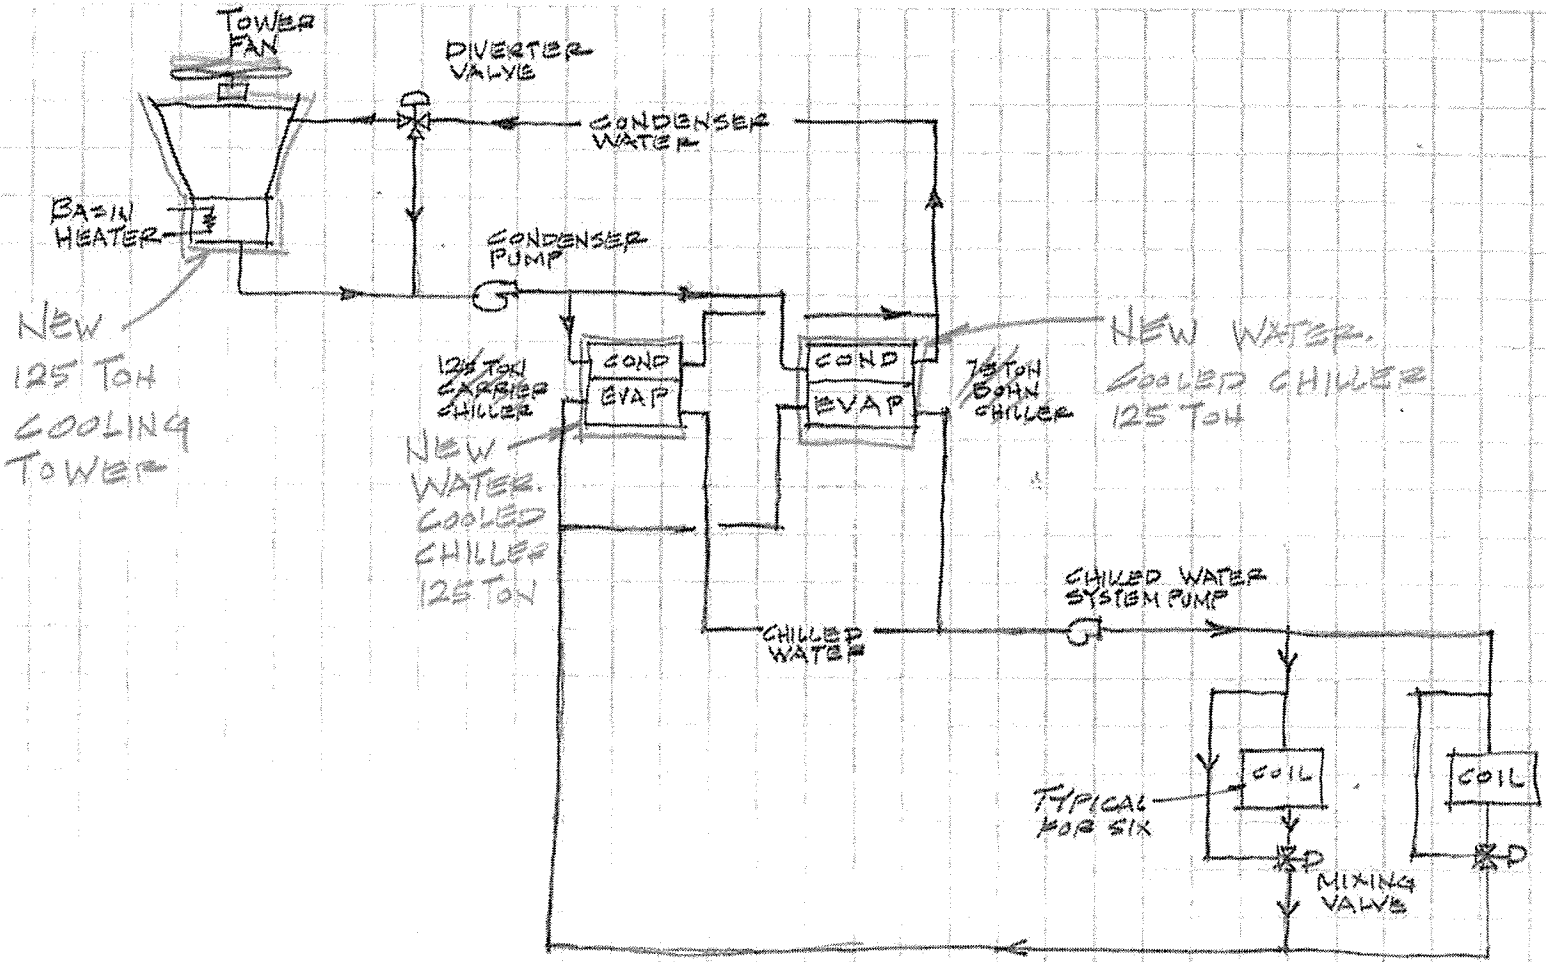 TOWER
FAN
DIVERTER
VALVE
CONDENSER
WATER
BASIN
HEATER
CONDENSER
PUMP
NEW
125 TON
COOLING
TOWER
125 TON
CARRIER
CHILLER
COND
EVAP
COND
EVAP
75 TON
BOHN
CHILLER
NEW WATER.
COOLED CHILLER
125 TON
NEW
WATER.
COOLED
CHILLER
125 TON
CHILLED WATER
SYSTEM PUMP
CHILLED
WATER
COIL
COIL
TYPICAL
FOR SIX
MIXING
VALVE